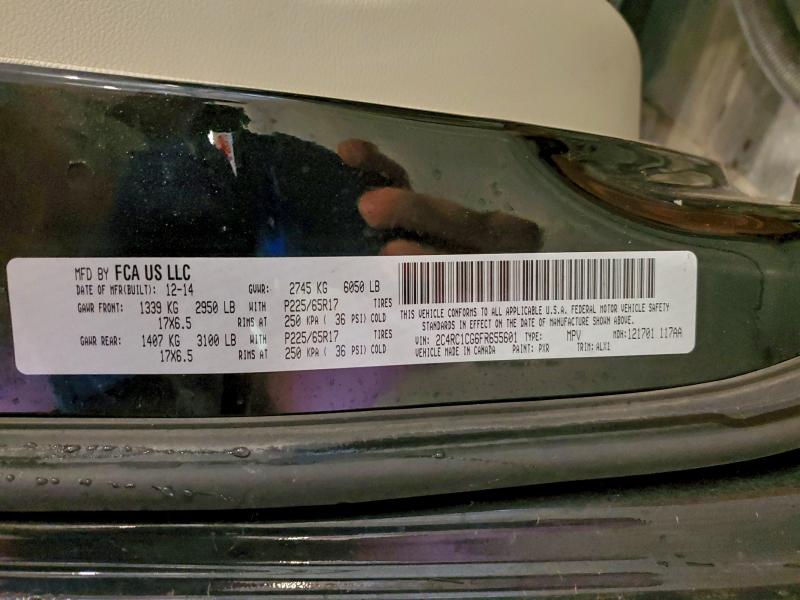 MFD BY FCA US LLC
DATE OF MFR(BUILT): 12-14 GVWR: 2745 KG 6050 LB
GAWR FRONT: 1339 KG 2950 LB WITH P225/65R17 TIRES
17X6.5 RIMS AT 250 KPA ( 36 PSI) COLD
GAWR REAR: 1407 KG 3100 LB WITH P225/65R17 TIRES
17X6.5 RIMS AT 250 KPA ( 36 PSI) COLD
THIS VEHICLE CONFORMS TO ALL APPLICABLE U.S.A. FEDERAL MOTOR VEHICLE SAFETY
STANDARDS IN EFFECT ON THE DATE OF MANUFACTURE SHOWN ABOVE.
VIN: 2C4RC1CG6FR655601 TYPE: MPV MDH:121701 117AA
VEHICLE MADE IN CANADA PAINT: PXR TRIM: ALX1